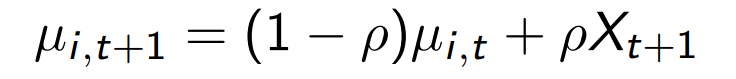 μ_{i,t+1} = (1 − ρ)μ_{i,t} + ρX_{t+1}